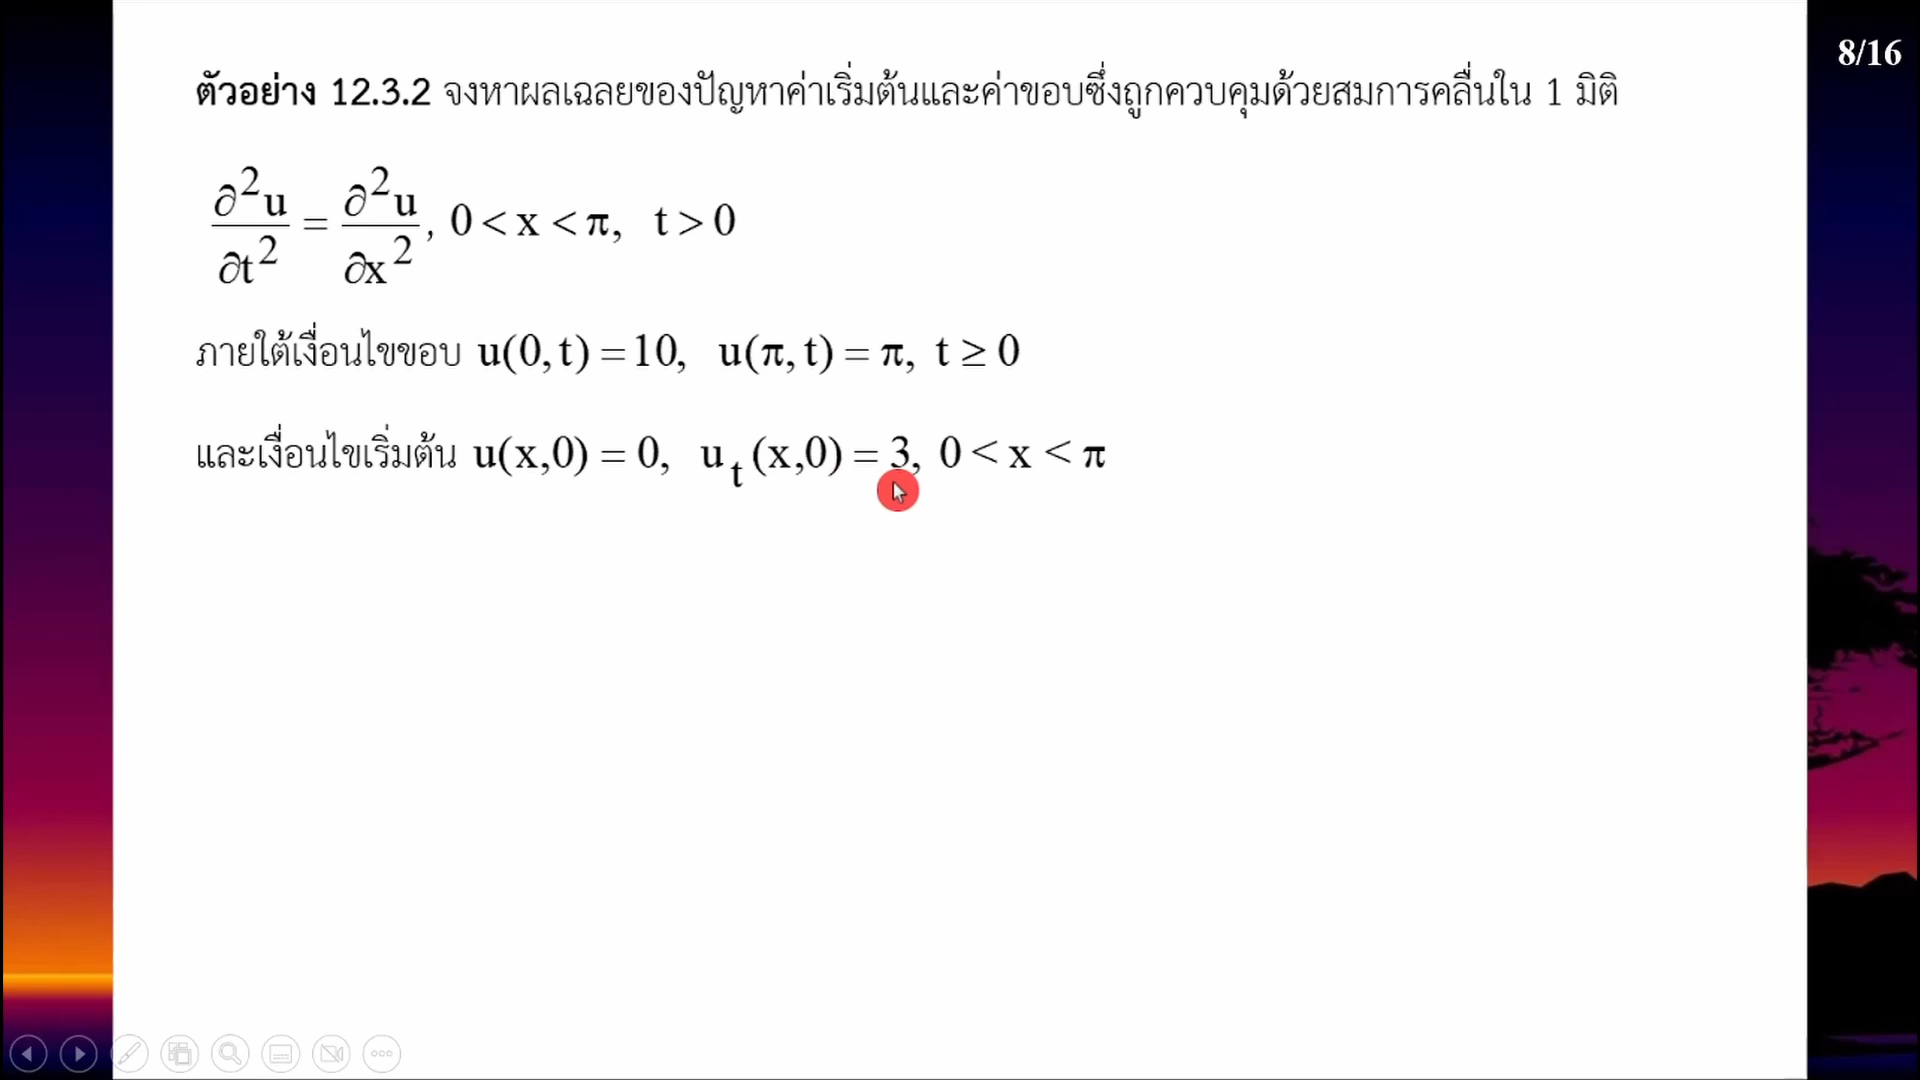 8/16
ตัวอย่าง 12.3.2 จงหาผลเฉลยของปัญหาค่าเริ่มต้นและค่าขอบซึ่งถูกควบคุมด้วยสมการคลื่นใน 1 มิติ
∂²u/∂t² = ∂²u/∂x², 0 < x < π, t > 0
ภายใต้เงื่อนไขขอบ u(0,t) = 10, u(π,t) = π, t ≥ 0
และเงื่อนไขเริ่มต้น u(x,0) = 0, uₜ(x,0) = 3, 0 < x < π